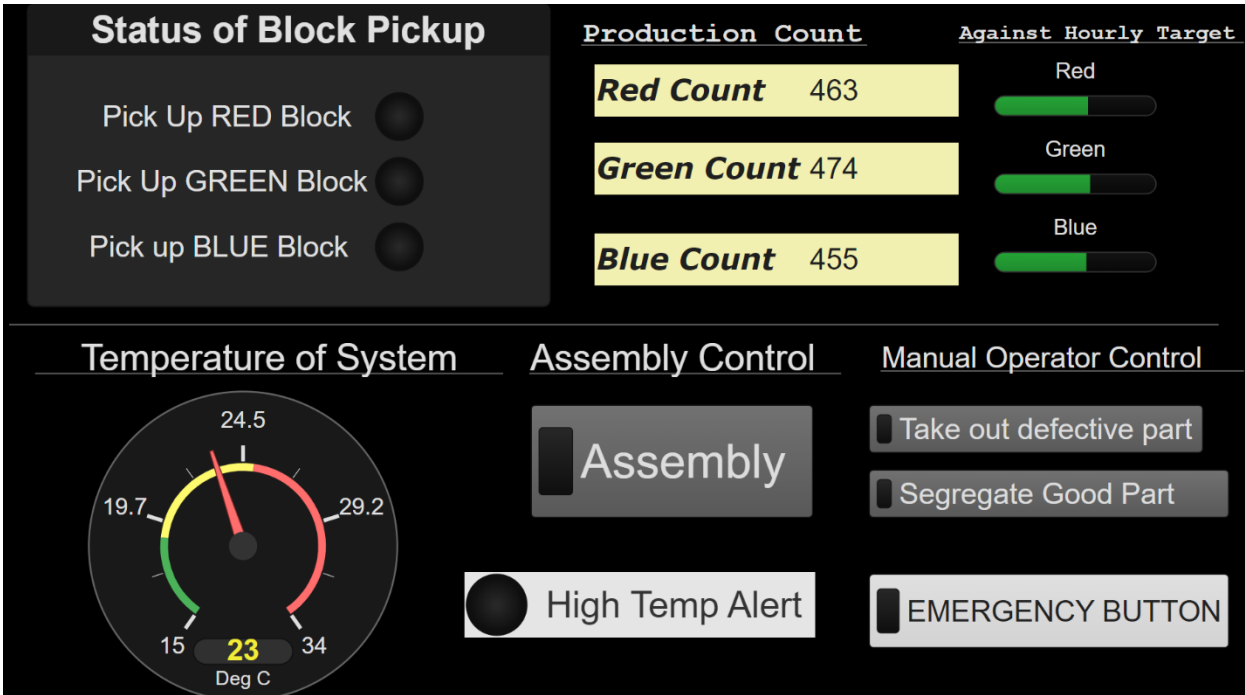 Status of Block Pickup
Pick Up RED Block
Pick Up GREEN Block
Pick up BLUE Block
Production Count
Red Count 463
Green Count 474
Blue Count 455
Against Hourly Target
Red
Green
Blue
Temperature of System
24.5
19.7
29.2
15
34
23
Deg C
Assembly Control
Assembly
High Temp Alert
Manual Operator Control
Take out defective part
Segregate Good Part
EMERGENCY BUTTON